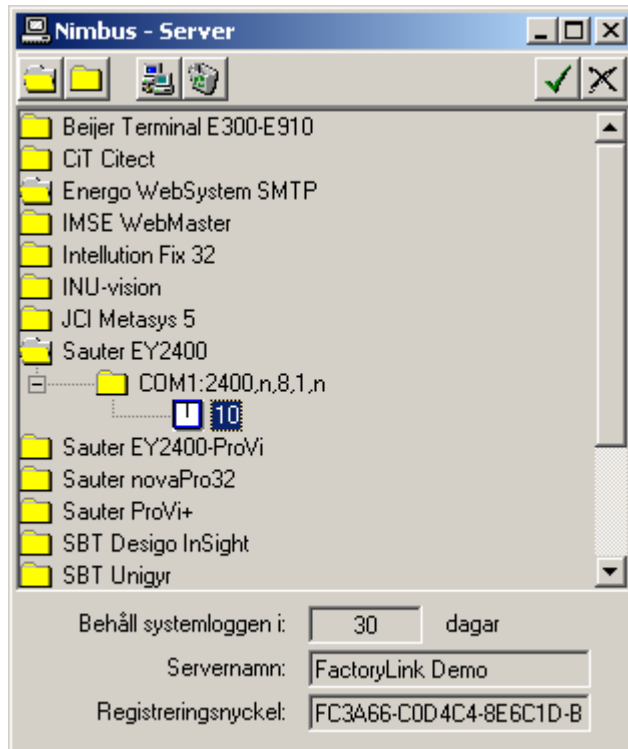 Nimbus - Server
Beijer Terminal E300-E910
CiT Citect
Energo WebSystem SMTP
IMSE WebMaster
Intellution Fix 32
INU-vision
JCI Metasys 5
Sauter EY2400
COM1:2400,n,8,1,n
10
Sauter EY2400-ProVi
Sauter novaPro32
Sauter ProVi+
SBT Desigo InSight
SBT Unigyr
Behåll systemloggen i: 30 dagar
Servernamn: FactoryLink Demo
Registreringsnyckel: FC3A66-C0D4C4-8E6C1D-B